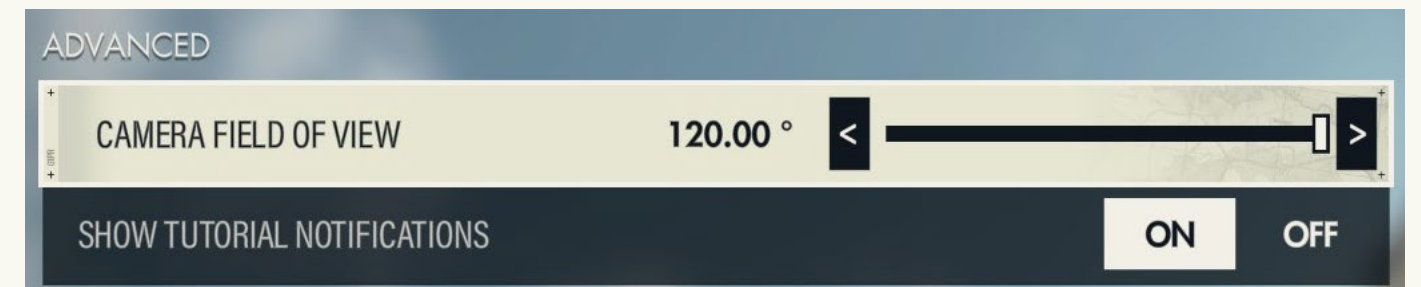 ADVANCED
CAMERA FIELD OF VIEW 120.00 ° < >
SHOW TUTORIAL NOTIFICATIONS ON OFF